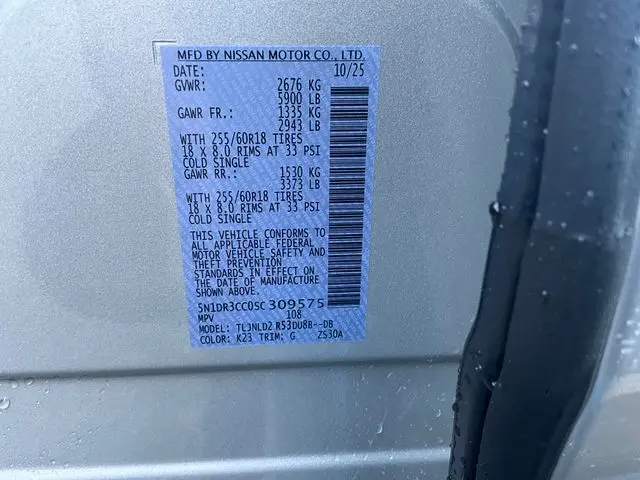 MFD BY NISSAN MOTOR CO., LTD.
DATE: 10/25
GVWR: 2676 KG
5900 LB
GAWR FR.: 1335 KG
2943 LB
WITH 255/60R18 TIRES
18 X 8.0 RIMS AT 33 PSI
COLD SINGLE
GAWR RR.: 1530 KG
3373 LB
WITH 255/60R18 TIRES
18 X 8.0 RIMS AT 33 PSI
COLD SINGLE
THIS VEHICLE CONFORMS TO
ALL APPLICABLE FEDERAL
MOTOR VEHICLE SAFETY AND
THEFT PREVENTION
STANDARDS IN EFFECT ON
THE DATE OF MANUFACTURE
SHOWN ABOVE.
5N1DR3CC0SC309575
MPV 108
MODEL: TLJNLD2 R53DU8B--DB
COLOR: K23 TRIM: G ZS30A